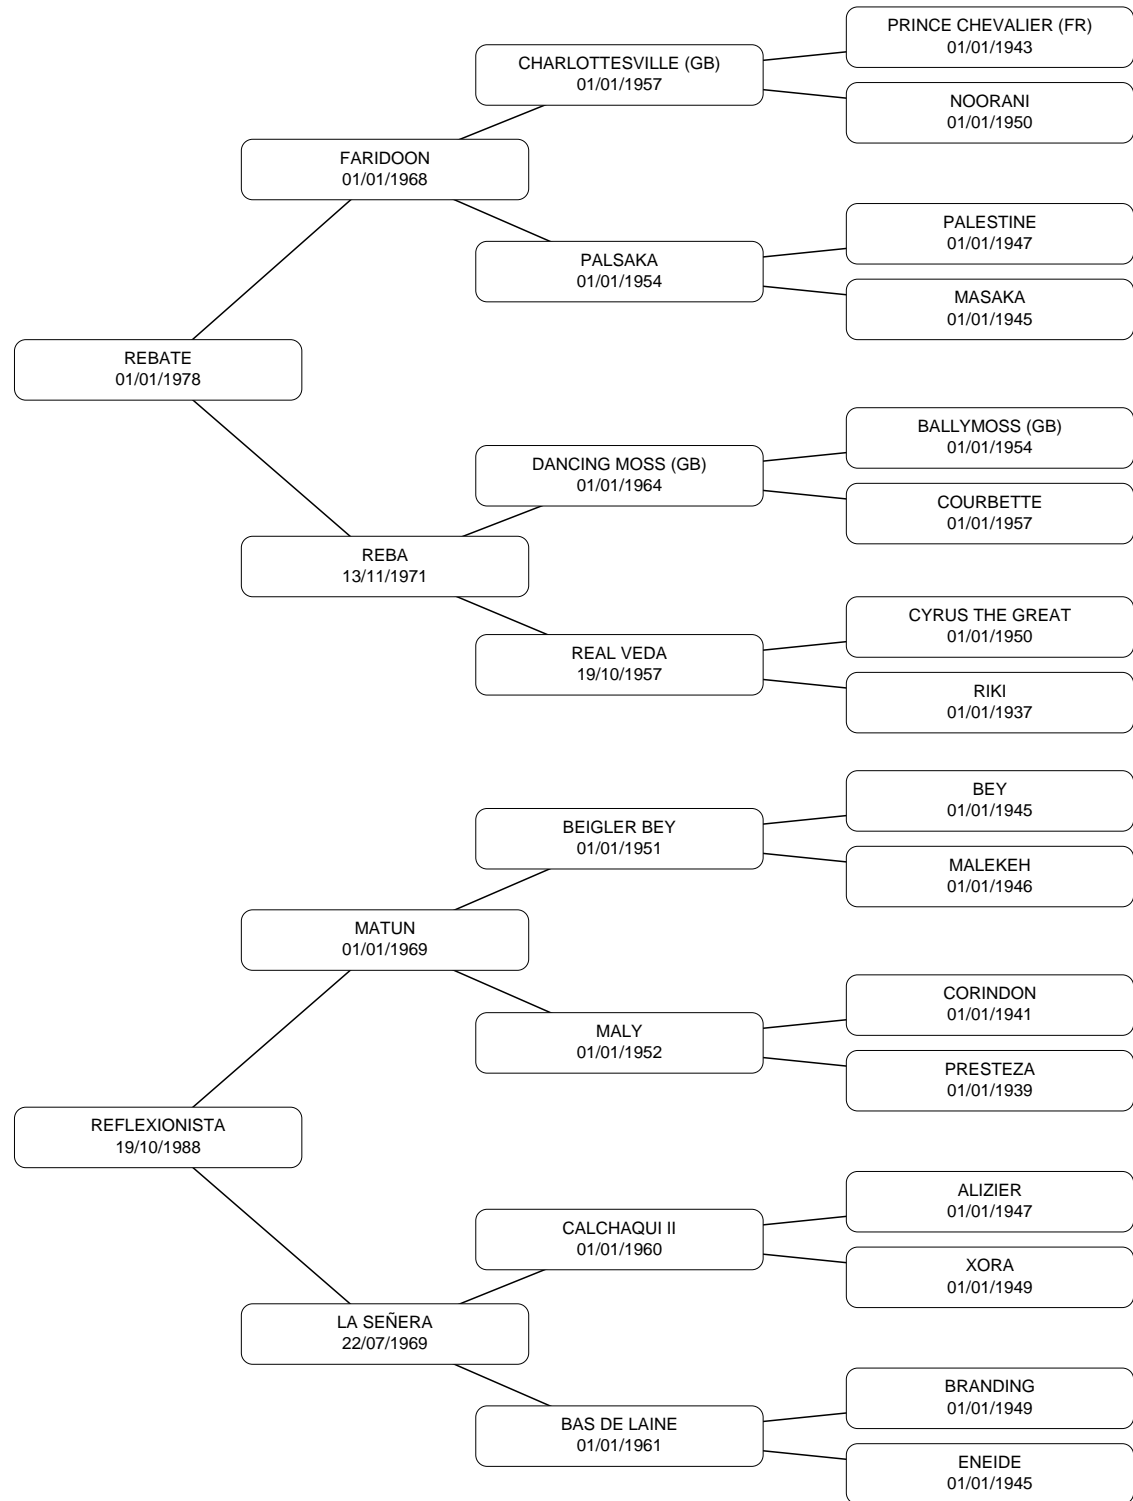 PRINCE CHEVALIER (FR)
01/01/1943
CHARLOTTESVILLE (GB)
01/01/1957
NOORANI
01/01/1950
FARIDOON
01/01/1968
PALESTINE
01/01/1947
PALSAKA
01/01/1954
MASAKA
01/01/1945
REBATE
01/01/1978
BALLYMOSS (GB)
01/01/1954
DANCING MOSS (GB)
01/01/1964
COURBETTE
01/01/1957
REBA
13/11/1971
CYRUS THE GREAT
01/01/1950
REAL VEDA
19/10/1957
RIKI
01/01/1937
BEY
01/01/1945
BEIGLER BEY
01/01/1951
MALEKEH
01/01/1946
MATUN
01/01/1969
CORINDON
01/01/1941
MALY
01/01/1952
PRESTEZA
01/01/1939
REFLEXIONISTA
19/10/1988
ALIZIER
01/01/1947
CALCHAQUI II
01/01/1960
XORA
01/01/1949
LA SEÑERA
22/07/1969
BRANDING
01/01/1949
BAS DE LAINE
01/01/1961
ENEIDE
01/01/1945